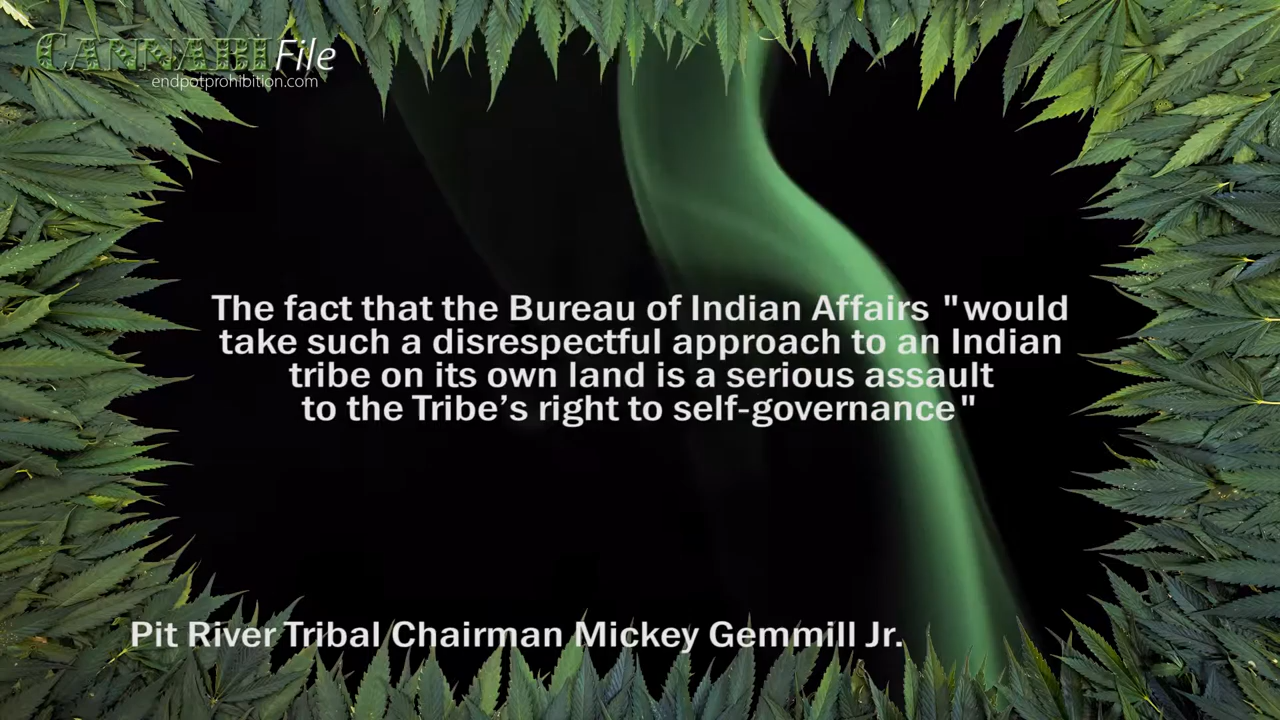 CANNABIFile
endpotprohibition.com
The fact that the Bureau of Indian Affairs "would
take such a disrespectful approach to an Indian
tribe on its own land is a serious assault
to the Tribe’s right to self-governance"
Pit River Tribal Chairman Mickey Gemmill Jr.